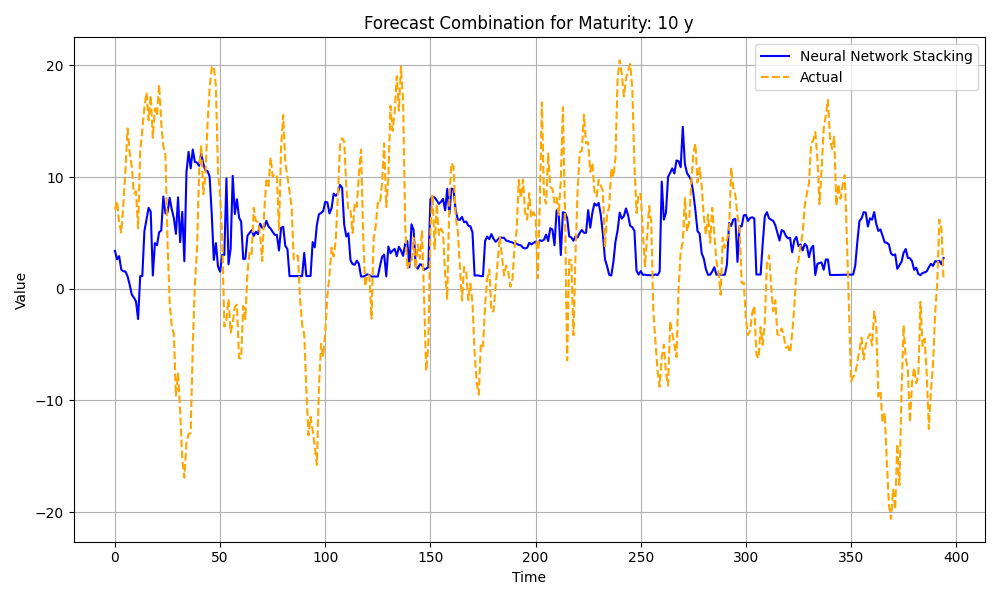 Forecast Combination for Maturity: 10 y
Neural Network Stacking
Actual
Value
20
10
0
−10
−20
0 50 100 150 200 250 300 350 400
Time